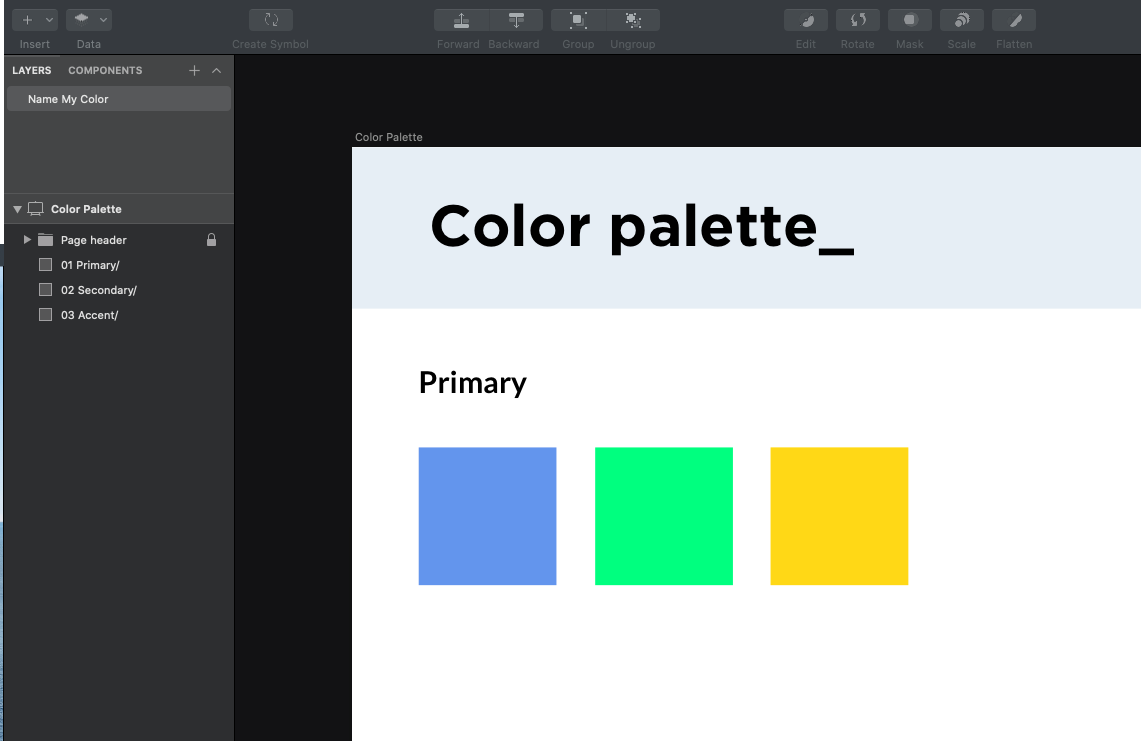 Insert Data Create Symbol Forward Backward Group Ungroup Edit Rotate Mask Scale Flatten
LAYERS COMPONENTS
Name My Color
Color Palette
Page header
01 Primary/
02 Secondary/
03 Accent/
Color Palette
Color palette_
Primary